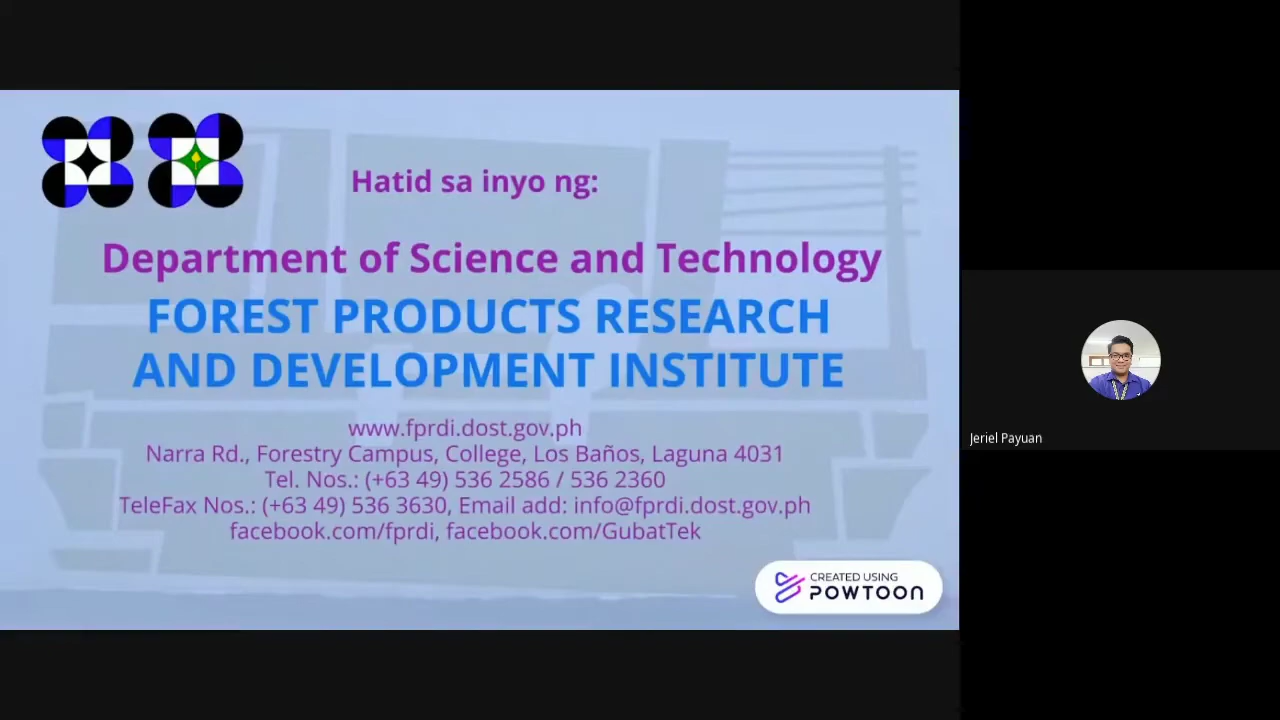 Hatid sa inyo ng:
Department of Science and Technology
FOREST PRODUCTS RESEARCH
AND DEVELOPMENT INSTITUTE
www.fprdi.dost.gov.ph
Narra Rd., Forestry Campus, College, Los Baños, Laguna 4031
Tel. Nos.: (+63 49) 536 2586 / 536 2360
TeleFax Nos.: (+63 49) 536 3630, Email add: info@fprdi.dost.gov.ph
facebook.com/fprdi, facebook.com/GubatTek
CREATED USING
POWTOON
Jeriel Payuan